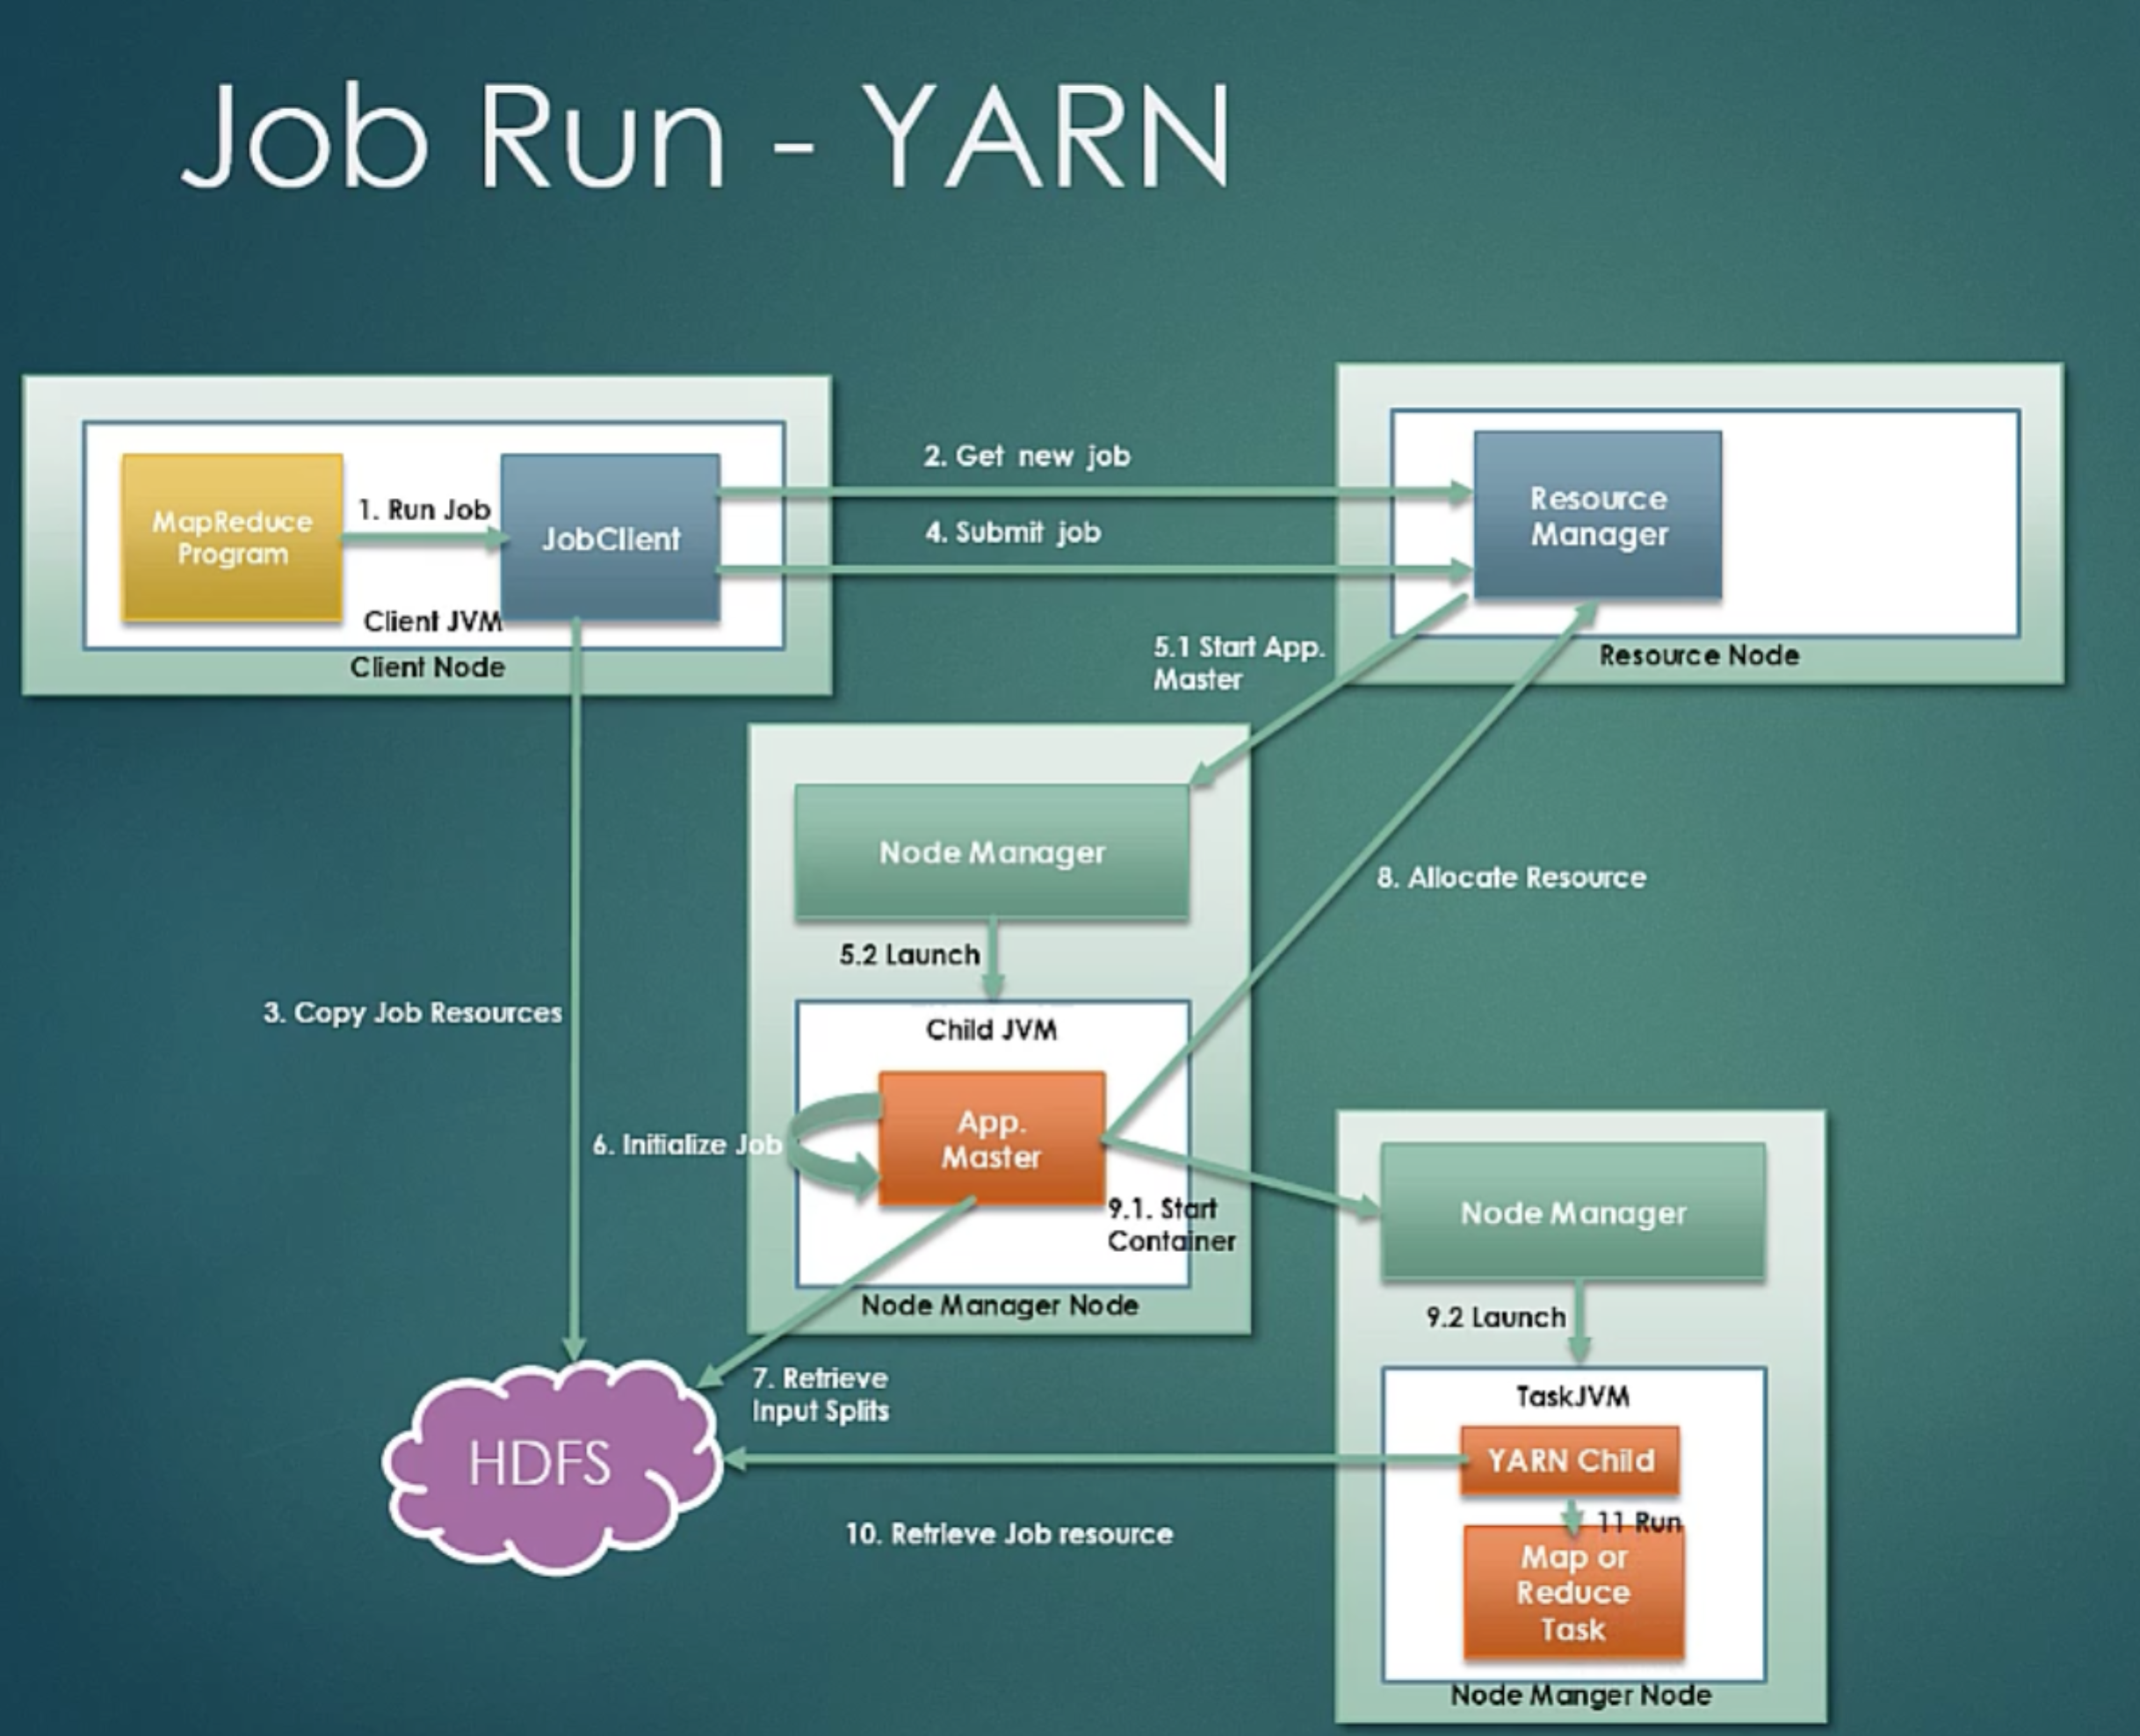 Job Run - YARN
MapReduce
Program
1. Run Job
JobClient
Client JVM
Client Node
2. Get new job
4. Submit job
Resource
Manager
Resource Node
5.1 Start App.
Master
Node Manager
8. Allocate Resource
5.2 Launch
3. Copy Job Resources
Child JVM
App.
Master
6. Initialize Job
9.1. Start
Container
Node Manager Node
Node Manager
9.2 Launch
7. Retrieve
Input Splits
TaskJVM
HDFS
YARN Child
11 Run
10. Retrieve Job resource
Map or
Reduce
Task
Node Manger Node